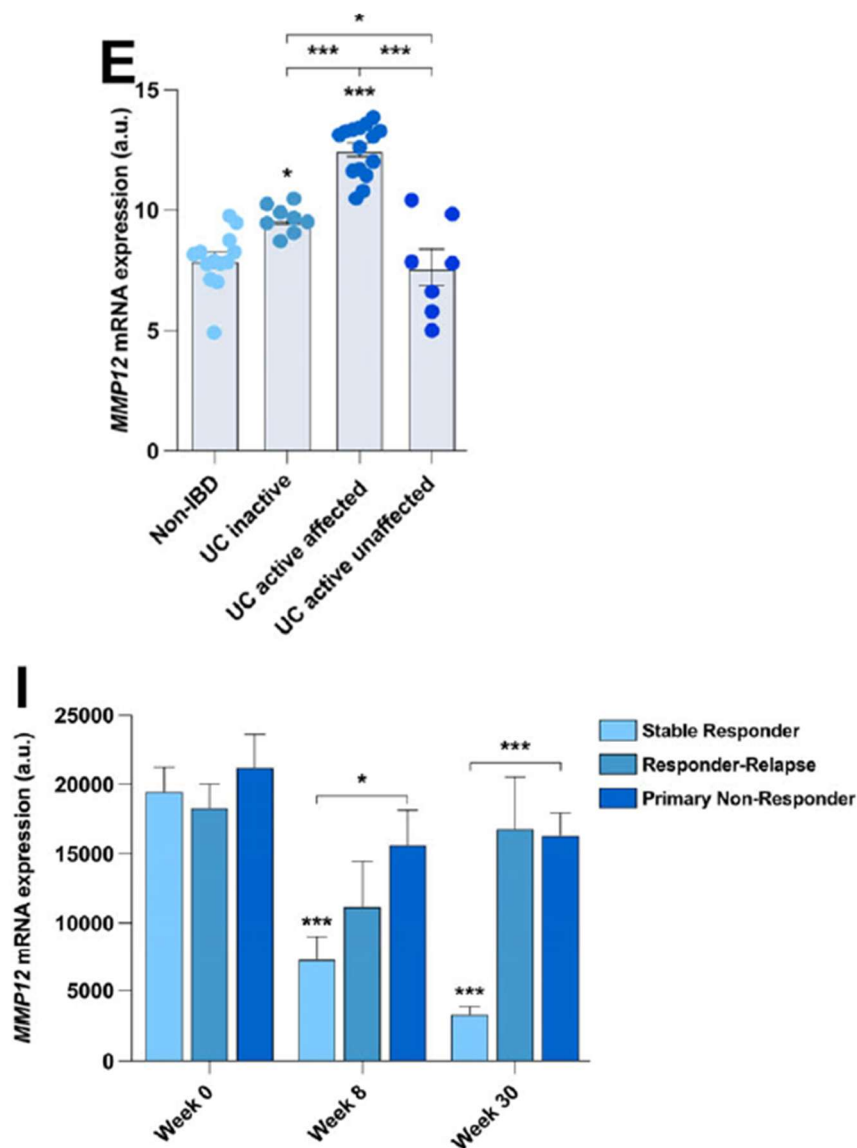 E
*
*** ***
***
*
MMP12 mRNA expression (a.u.)
15
10
5
0
Non-IBD
UC inactive
UC active affected
UC active unaffected
I
MMP12 mRNA expression (a.u.)
25000
20000
15000
10000
5000
0
***
*
***
***
Week 0
Week 8
Week 30
Stable Responder
Responder-Relapse
Primary Non-Responder